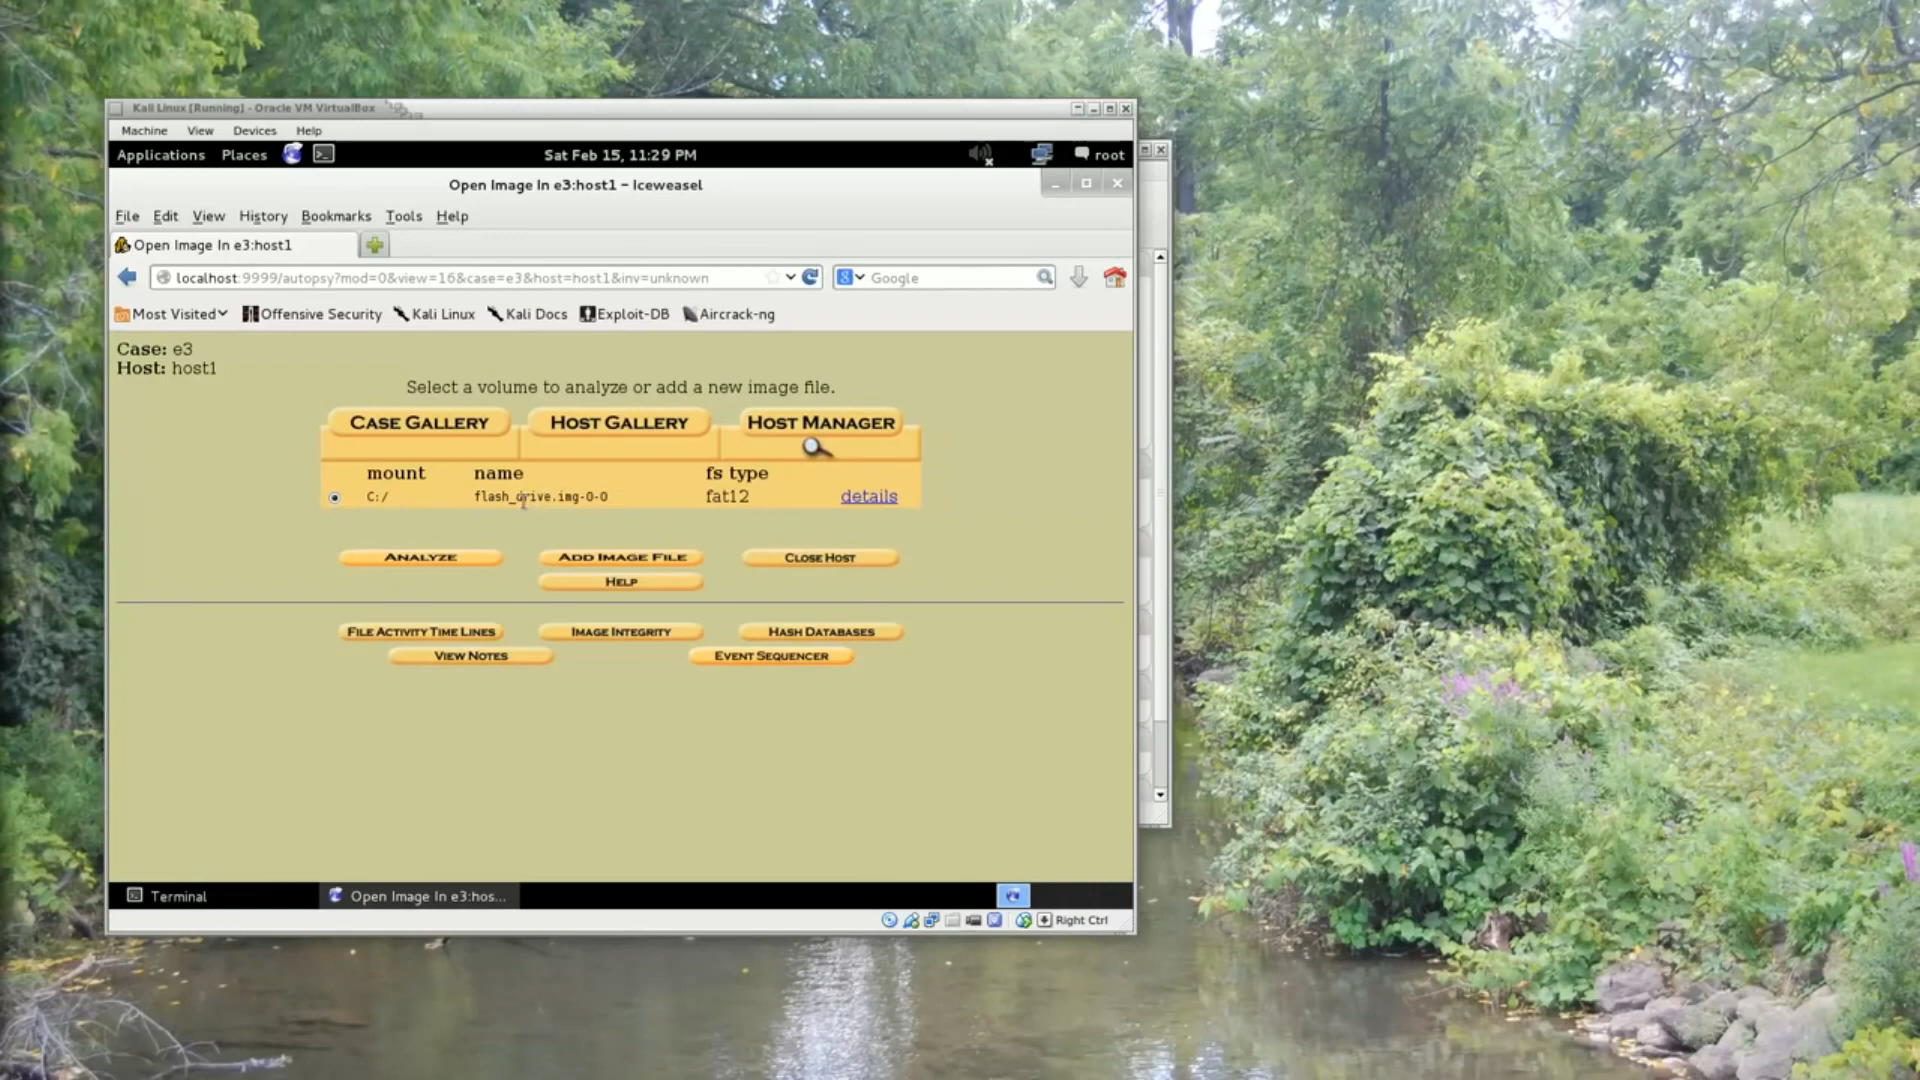 Kali Linux [Running] - Oracle VM VirtualBox
Machine View Devices Help
Applications Places Sat Feb 15, 11:29 PM root
Open Image In e3:host1 - Iceweasel
File Edit View History Bookmarks Tools Help
Open Image In e3:host1
localhost:9999/autopsy?mod=0&view=16&case=e3&host=host1&inv=unknown 8 Google
Most Visited Offensive Security Kali Linux Kali Docs Exploit-DB Aircrack-ng
Case: e3
Host: host1
Select a volume to analyze or add a new image file.
CASE GALLERY HOST GALLERY HOST MANAGER
mount name fs type
C:/ flash_drive.img-0-0 fat12 details
ANALYZE ADD IMAGE FILE CLOSE HOST
HELP
FILE ACTIVITY TIME LINES IMAGE INTEGRITY HASH DATABASES
VIEW NOTES EVENT SEQUENCER
Terminal Open Image In e3:hos...
Right Ctrl